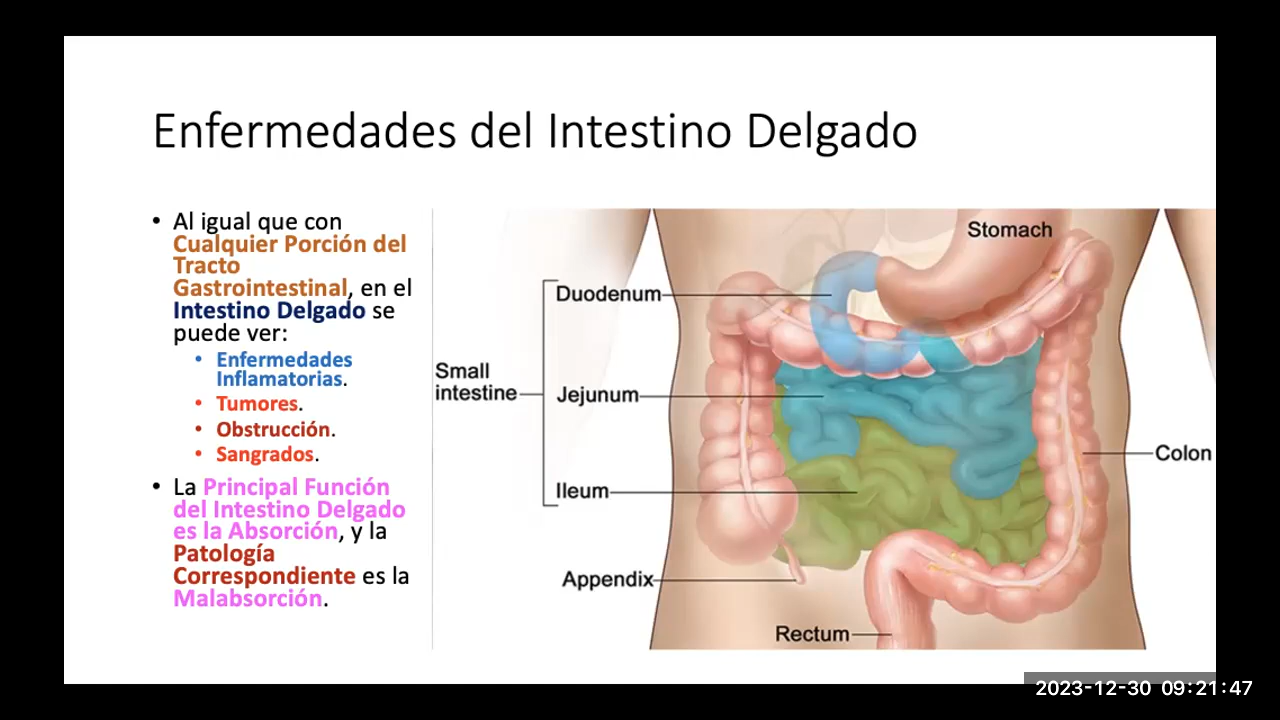 Enfermedades del Intestino Delgado
• Al igual que con
Cualquier Porción del
Tracto
Gastrointestinal, en el
Intestino Delgado se
puede ver:
• Enfermedades
Inflamatorias.
• Tumores.
• Obstrucción.
• Sangrados.
• La Principal Función
del Intestino Delgado
es la Absorción, y la
Patología
Correspondiente es la
Malabsorción.
Stomach
Duodenum
Small
intestine
Jejunum
Colon
Ileum
Appendix
Rectum
2023-12-30 09:21:47